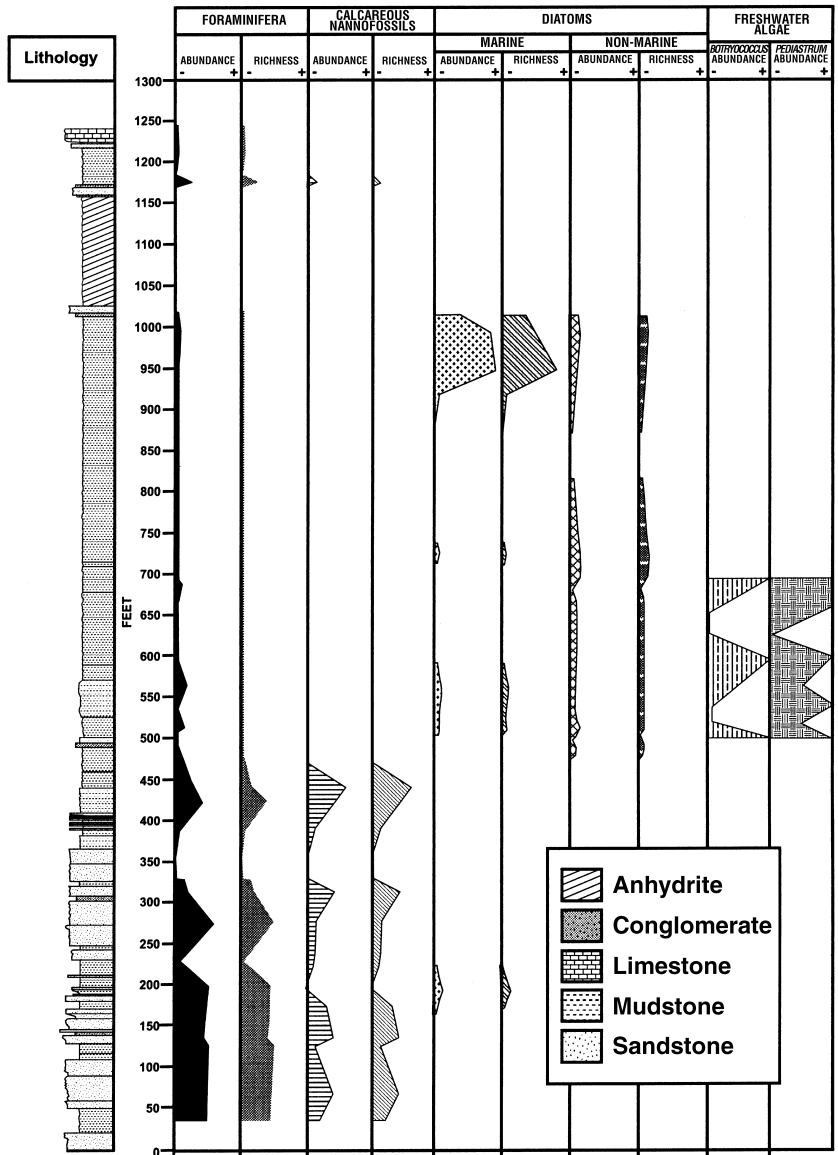 FORAMINIFERA
CALCAREOUS
NANNOFOSSILS
DIATOMS
FRESHWATER
ALGAE
MARINE
NON-MARINE
BOTRYOCOCCUS
PEDIASTRUM
Lithology
ABUNDANCE
- +
RICHNESS
- +
ABUNDANCE
- +
RICHNESS
- +
ABUNDANCE
- +
RICHNESS
- +
ABUNDANCE
- +
RICHNESS
- +
ABUNDANCE
- +
ABUNDANCE
- +
1300
1250
1200
1150
1100
1050
1000
950
900
850
800
750
700
650
600
550
500
450
400
350
300
250
200
150
100
50
0
FEET
Anhydrite
Conglomerate
Limestone
Mudstone
Sandstone